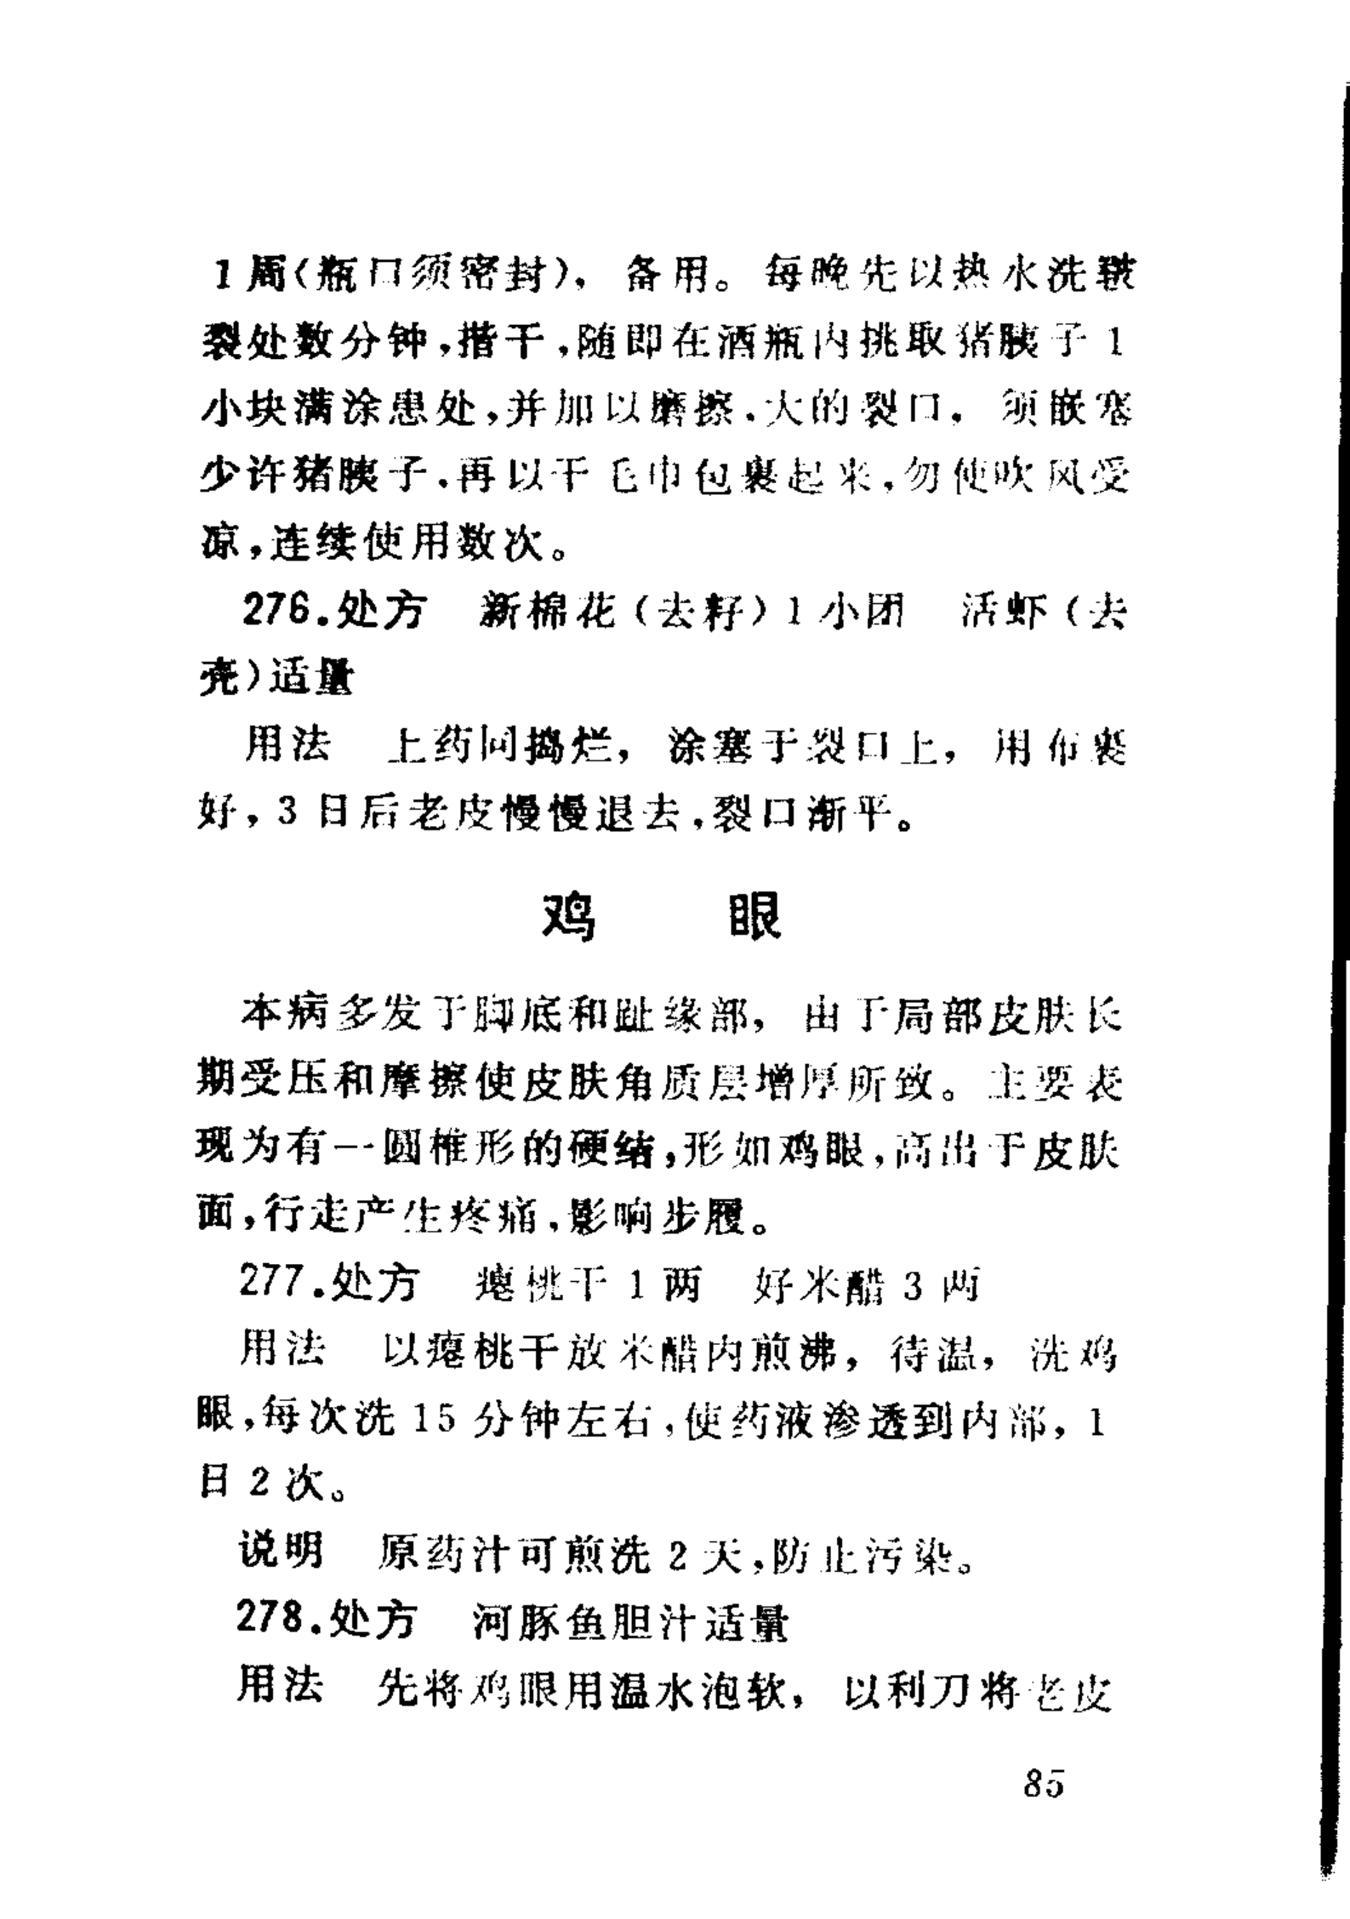 1周(瓶口须密封)，备用。每晚先以热水洗皲
裂处数分钟，揩干，随即在酒瓶内挑取猪胰子1
小块满涂患处，并加以磨擦．大的裂口，须嵌塞
少许猪胰子．再以干毛巾包裹起来，勿使吹风受
凉，连续使用数次。
276.处方　新棉花(去籽)1小团　活虾(去
壳)适量
用法　上药同捣烂，涂塞于裂口上，用布裹
好，3日后老皮慢慢退去，裂口渐平。
鸡　眼
本病多发于脚底和趾缘部，由于局部皮肤长
期受压和摩擦使皮肤角质层增厚所致。主要表
现为有一圆椎形的硬结，形如鸡眼，高出于皮肤
面，行走产生疼痛，影响步履。
277.处方　瘪桃干1两　好米醋3两
用法　以瘪桃干放米醋内煎沸，待温，洗鸡
眼，每次洗15分钟左右，使药液渗透到内部，1
日2次。
说明　原药汁可煎洗2天，防止污染。
278.处方　河豚鱼胆汁适量
用法　先将鸡眼用温水泡软，以利刀将老皮
85